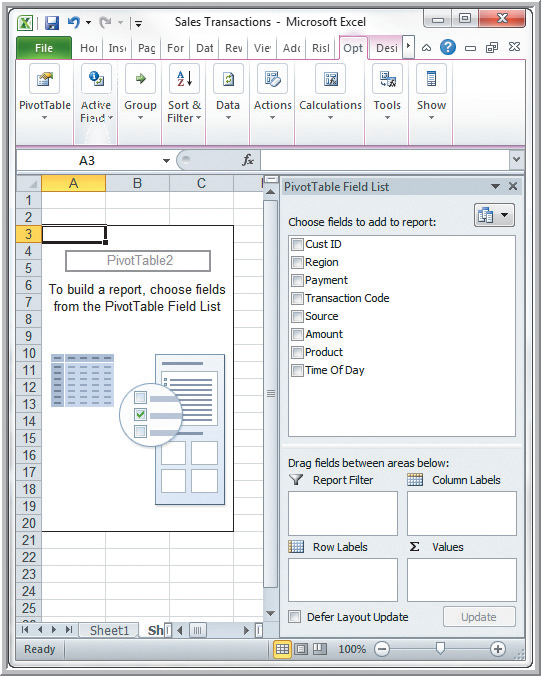 Sales Transactions - Microsoft Excel
File Ho Ins Pag For Dat Rev Viev Adc Risl Opt Desi
PivotTable Active Field Group Sort & Filter Data Actions Calculations Tools Show
A3 fx
A B C
PivotTable Field List
1
2
3
4
5
6
7
8
9
10
11
12
13
14
15
16
17
18
19
20
21
22
23
24
25
PivotTable2
To build a report, choose fields
from the PivotTable Field List
Choose fields to add to report:
Cust ID
Region
Payment
Transaction Code
Source
Amount
Product
Time Of Day
Drag fields between areas below:
Report Filter Column Labels
Row Labels Σ Values
Defer Layout Update Update
Sheet1 Sh
Ready 100%